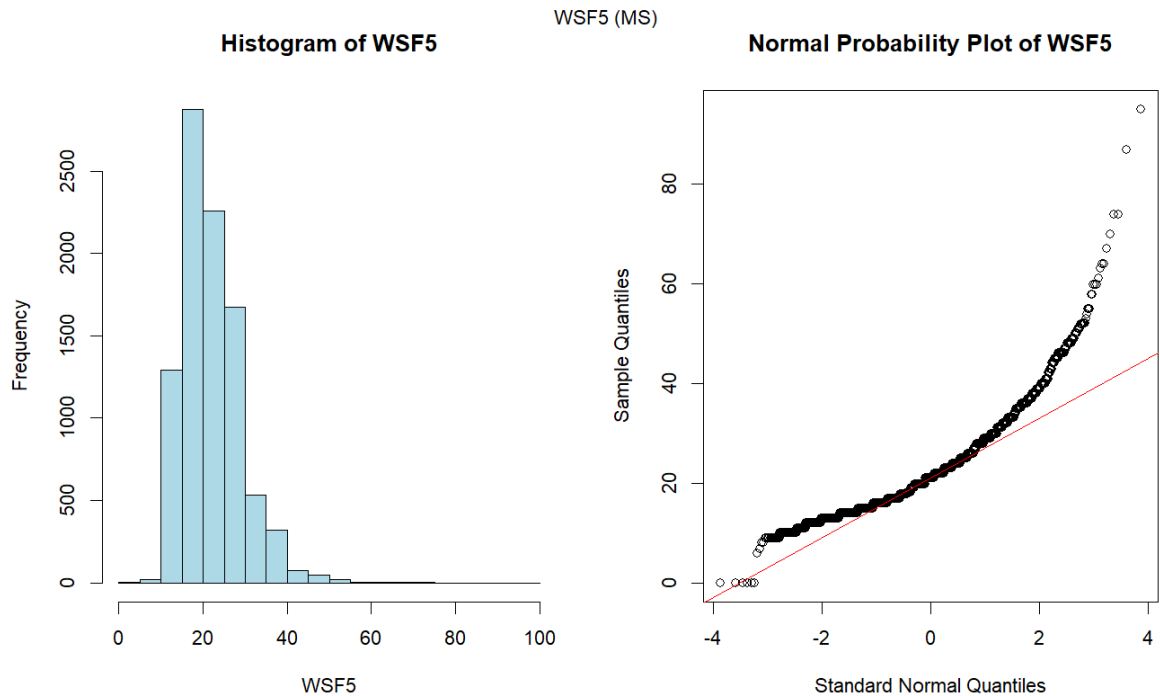 WSF5 (MS)
Histogram of WSF5
Frequency
0 500 1000 1500 2000 2500
0 20 40 60 80 100
WSF5
Normal Probability Plot of WSF5
Sample Quantiles
0 20 40 60 80
-4 -2 0 2 4
Standard Normal Quantiles